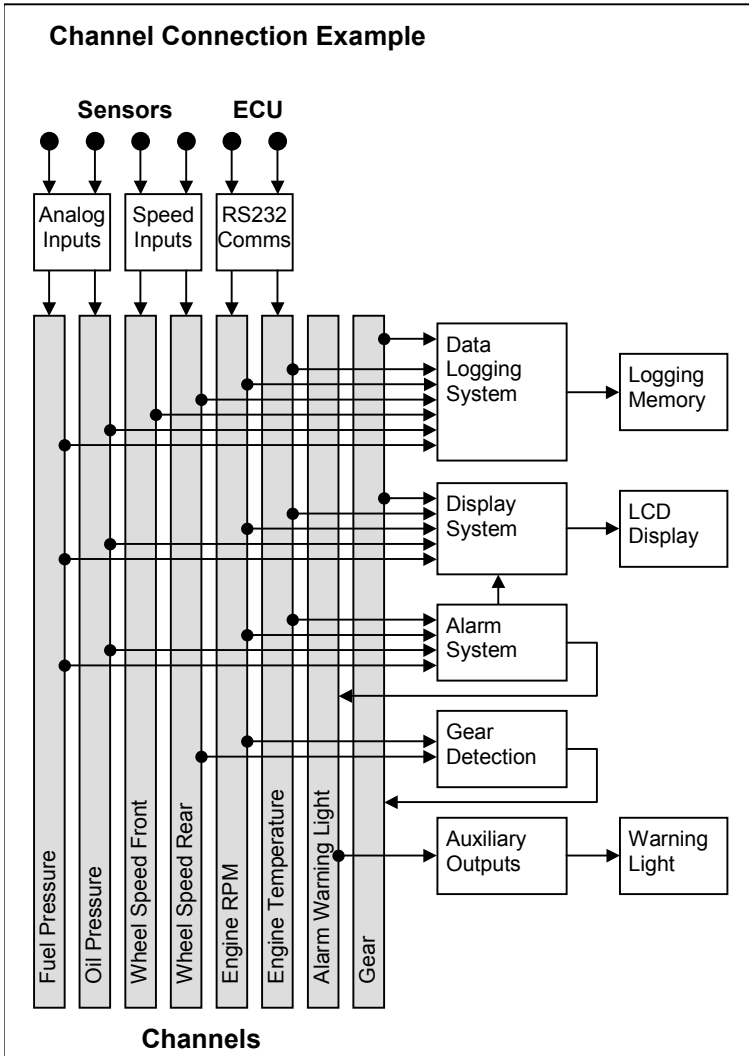 Channel Connection Example
Sensors
ECU
Analog
Inputs
Speed
Inputs
RS232
Comms
Data
Logging
System
Logging
Memory
Display
System
LCD
Display
Alarm
System
Gear
Detection
Auxiliary
Outputs
Warning
Light
Fuel Pressure
Oil Pressure
Wheel Speed Front
Wheel Speed Rear
Engine RPM
Engine Temperature
Alarm Warning Light
Gear
Channels